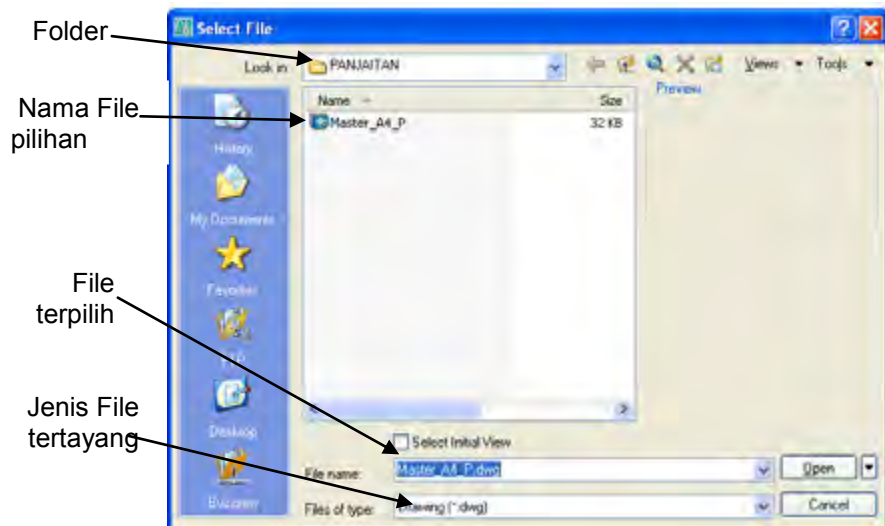 Select File
Folder
Look in
PANJAITAN
Views
Tools
Preview
Name
Size
Nama File
pilihan
Master_A4_P
32 KB
History
My Documents
Favorites
File
terpilih
FTP
Desktop
Jenis File
tertayang
Select Initial View
File name:
Master_A4_P.dwg
Open
Buzzsaw
Files of type:
Drawing (*.dwg)
Cancel